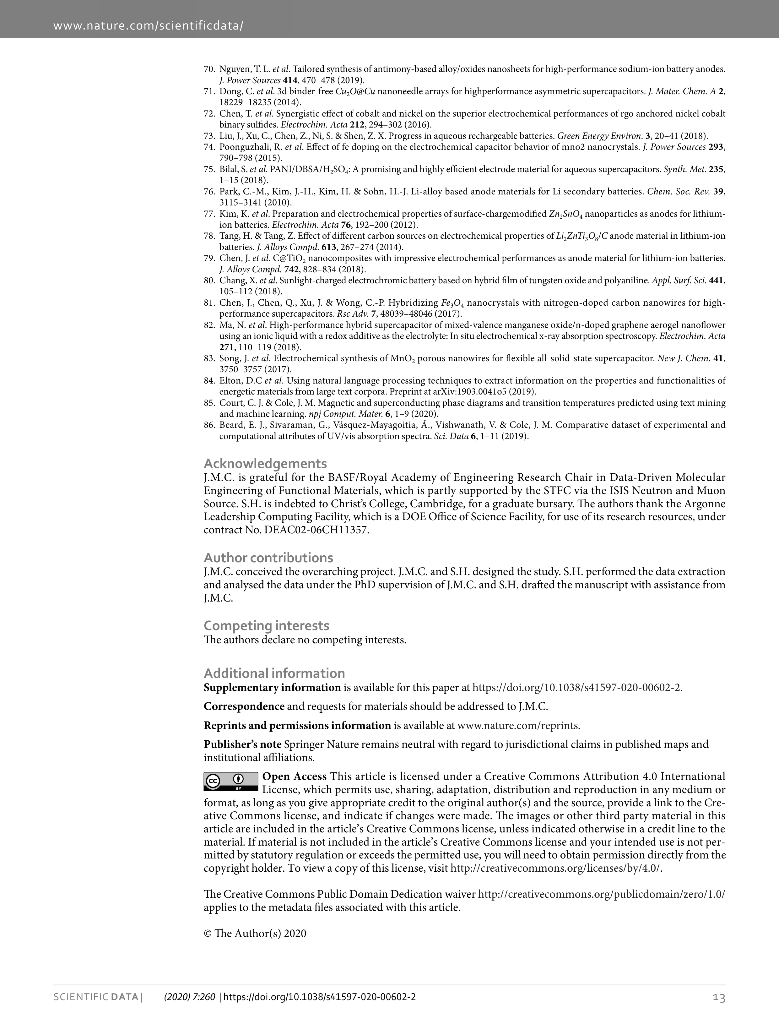 www.nature.com/scientificdata/
70. Nguyen, T. L. et al. Tailored synthesis of antimony-based alloy/oxides nanosheets for high-performance sodium-ion battery anodes.
J. Power Sources 414, 470–478 (2019).
71. Dong, C. et al. 3d binder-free Cu2O@Cu nanoneedle arrays for highperformance asymmetric supercapacitors. J. Mater. Chem. A 2,
18229–18235 (2014).
72. Chen, T. et al. Synergistic effect of cobalt and nickel on the superior electrochemical performances of rgo anchored nickel cobalt
binary sulfides. Electrochim. Acta 212, 294–302 (2016).
73. Liu, J., Xu, C., Chen, Z., Ni, S. & Shen, Z. X. Progress in aqueous rechargeable batteries. Green Energy Environ. 3, 20–41 (2018).
74. Poonguzhali, R. et al. Effect of fe doping on the electrochemical capacitor behavior of mno2 nanocrystals. J. Power Sources 293,
790–798 (2015).
75. Bilal, S. et al. PANI/DBSA/H2SO4: A promising and highly efficient electrode material for aqueous supercapacitors. Synth. Met. 235,
1–15 (2018).
76. Park, C.-M., Kim, J.-H., Kim, H. & Sohn, H.-J. Li-alloy based anode materials for Li secondary batteries. Chem. Soc. Rev. 39,
3115–3141 (2010).
77. Kim, K. et al. Preparation and electrochemical properties of surface-chargemodified Zn2SnO4 nanoparticles as anodes for lithium-
ion batteries. Electrochim. Acta 76, 192–200 (2012).
78. Tang, H. & Tang, Z. Effect of different carbon sources on electrochemical properties of Li2ZnTi3O8/C anode material in lithium-ion
batteries. J. Alloys Compd. 613, 267–274 (2014).
79. Chen, J. et al. C@TiO2 nanocomposites with impressive electrochemical performances as anode material for lithium-ion batteries.
J. Alloys Compd. 742, 828–834 (2018).
80. Chang, X. et al. Sunlight-charged electrochromic battery based on hybrid film of tungsten oxide and polyaniline. Appl. Surf. Sci. 441,
105–112 (2018).
81. Chen, J., Chen, Q., Xu, J. & Wong, C.-P. Hybridizing Fe3O4 nanocrystals with nitrogen-doped carbon nanowires for high-
performance supercapacitors. Rsc Adv. 7, 48039–48046 (2017).
82. Ma, N. et al. High-performance hybrid supercapacitor of mixed-valence manganese oxide/n-doped graphene aerogel nanoflower
using an ionic liquid with a redox additive as the electrolyte: In situ electrochemical x-ray absorption spectroscopy. Electrochim. Acta
271, 110–119 (2018).
83. Song, J. et al. Electrochemical synthesis of MnO2 porous nanowires for flexible all-solid-state supercapacitor. New J. Chem. 41,
3750–3757 (2017).
84. Elton, D.C et al. Using natural language processing techniques to extract information on the properties and functionalities of
energetic materials from large text corpora. Preprint at arXiv:1903.0041o5 (2019).
85. Court, C. J. & Cole, J. M. Magnetic and superconducting phase diagrams and transition temperatures predicted using text mining
and machine learning. npj Comput. Mater. 6, 1–9 (2020).
86. Beard, E. J., Sivaraman, G., Vásquez-Mayagoitia, Á., Vishwanath, V. & Cole, J. M. Comparative dataset of experimental and
computational attributes of UV/vis absorption spectra. Sci. Data 6, 1–11 (2019).
Acknowledgements
J.M.C. is grateful for the BASF/Royal Academy of Engineering Research Chair in Data-Driven Molecular
Engineering of Functional Materials, which is partly supported by the STFC via the ISIS Neutron and Muon
Source. S.H. is indebted to Christ's College, Cambridge, for a graduate bursary. The authors thank the Argonne
Leadership Computing Facility, which is a DOE Office of Science Facility, for use of its research resources, under
contract No. DEAC02-06CH11357.
Author contributions
J.M.C. conceived the overarching project. J.M.C. and S.H. designed the study. S.H. performed the data extraction
and analysed the data under the PhD supervision of J.M.C. and S.H. drafted the manuscript with assistance from
J.M.C.
Competing interests
The authors declare no competing interests.
Additional information
Supplementary information is available for this paper at https://doi.org/10.1038/s41597-020-00602-2.
Correspondence and requests for materials should be addressed to J.M.C.
Reprints and permissions information is available at www.nature.com/reprints.
Publisher's note Springer Nature remains neutral with regard to jurisdictional claims in published maps and
institutional affiliations.
Open Access This article is licensed under a Creative Commons Attribution 4.0 International
License, which permits use, sharing, adaptation, distribution and reproduction in any medium or
format, as long as you give appropriate credit to the original author(s) and the source, provide a link to the Cre-
ative Commons license, and indicate if changes were made. The images or other third party material in this
article are included in the article's Creative Commons license, unless indicated otherwise in a credit line to the
material. If material is not included in the article's Creative Commons license and your intended use is not per-
mitted by statutory regulation or exceeds the permitted use, you will need to obtain permission directly from the
copyright holder. To view a copy of this license, visit http://creativecommons.org/licenses/by/4.0/.
The Creative Commons Public Domain Dedication waiver http://creativecommons.org/publicdomain/zero/1.0/
applies to the metadata files associated with this article.
© The Author(s) 2020
SCIENTIFIC DATA | (2020) 7:260 | https://doi.org/10.1038/s41597-020-00602-2 13